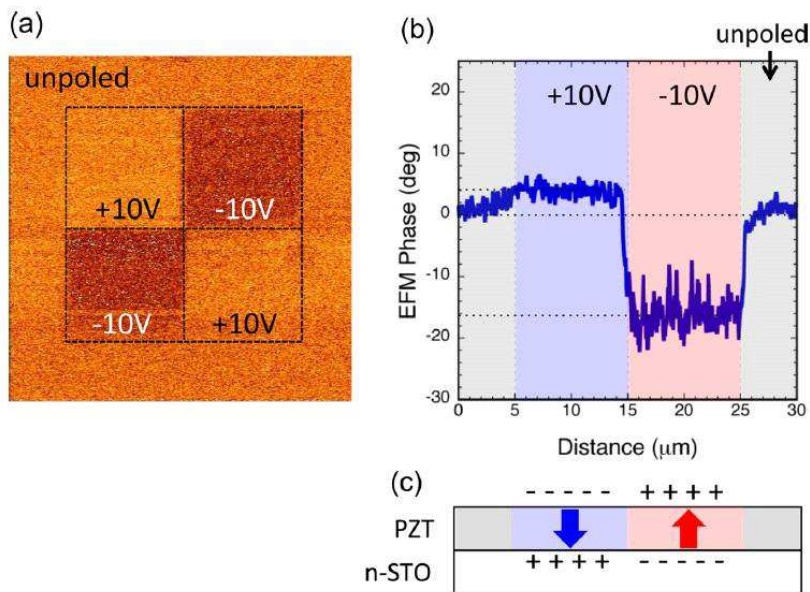 (a)
unpoled
+10V
-10V
-10V
+10V
(b)
unpoled
+10V
-10V
20
10
0
-10
-20
-30
EFM Phase (deg)
0 5 10 15 20 25 30
Distance (μm)
(c)
- - - - - + + + +
PZT
n-STO
+ + + + - - - - -